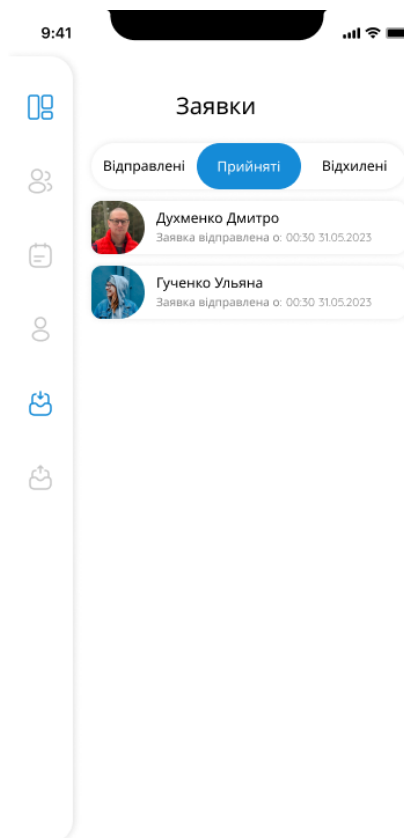 9:41
Заявки
Відправлені Прийняті Відхилені
Духменко Дмитро
Заявка відправлена о: 00:30 31.05.2023
Гученко Ульяна
Заявка відправлена о: 00:30 31.05.2023